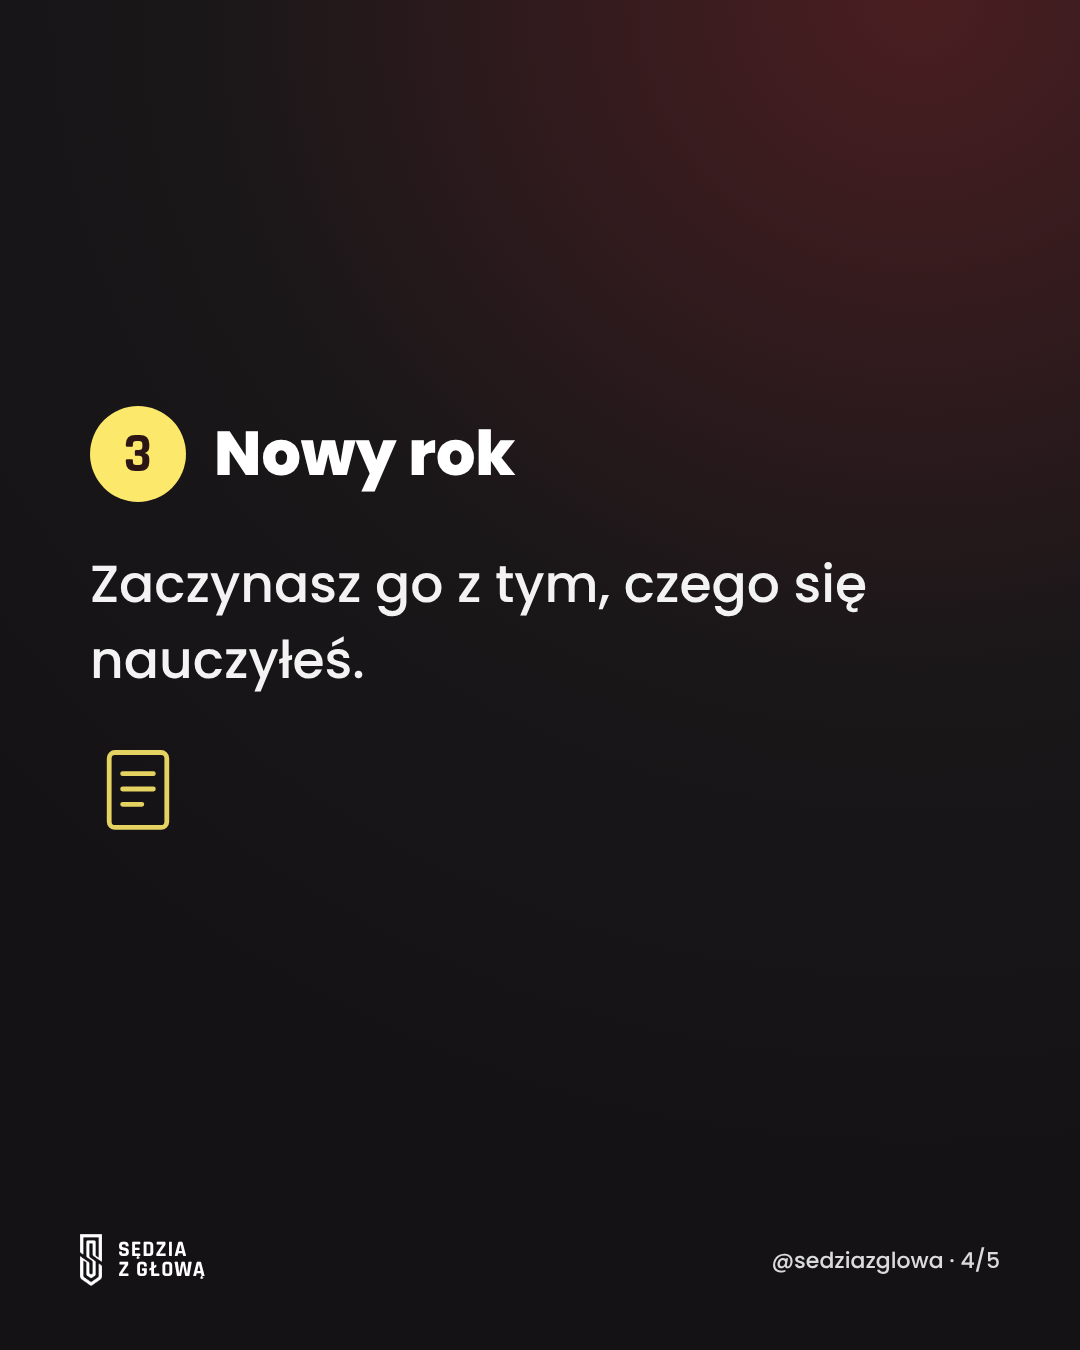 3 Nowy rok
Zaczynasz go z tym, czego się
nauczyłeś.
SĘDZIA
Z GŁOWĄ
@sedziazglowa · 4/5